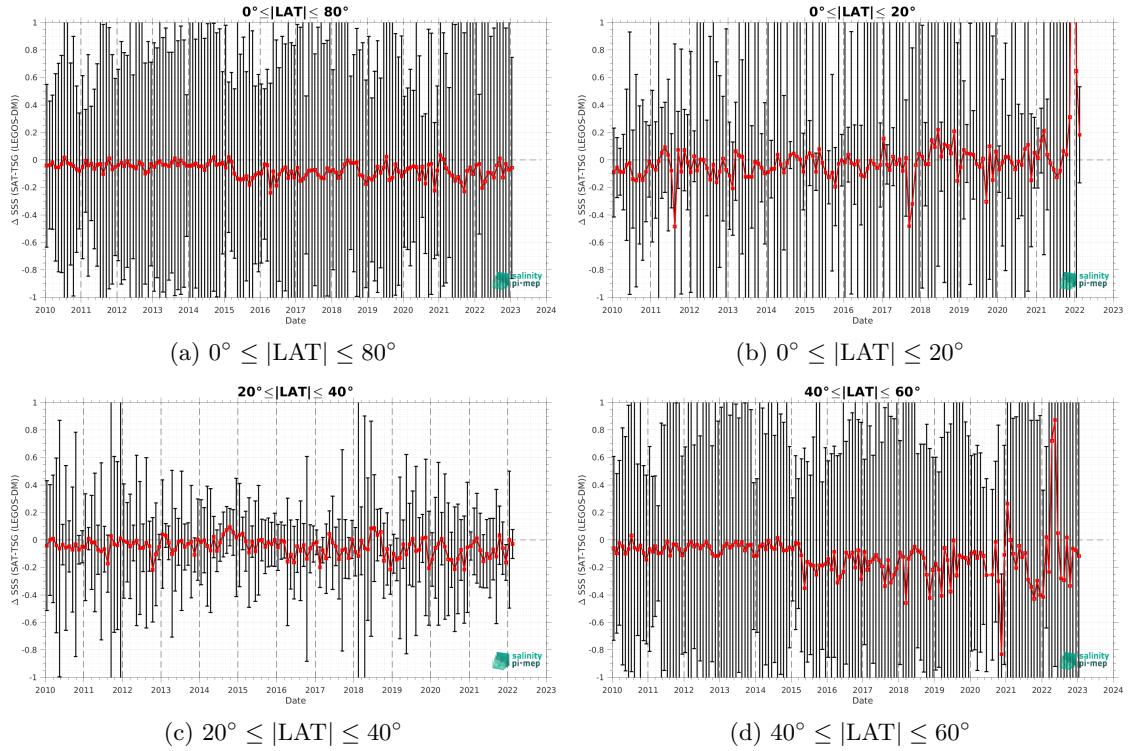 0°≤|LAT|≤ 80°
Δ SSS (SAT-TSG (LEGOS-DM))
1
0.8
0.6
0.4
0.2
0
-0.2
-0.4
-0.6
-0.8
-1
2010 2011 2012 2013 2014 2015 2016 2017 2018 2019 2020 2021 2022 2023 2024
Date
salinity
pi-mep
(a) 0° ≤ |LAT| ≤ 80°
0°≤|LAT|≤ 20°
Δ SSS (SAT-TSG (LEGOS-DM))
1
0.8
0.6
0.4
0.2
0
-0.2
-0.4
-0.6
-0.8
-1
2010 2011 2012 2013 2014 2015 2016 2017 2018 2019 2020 2021 2022 2023
Date
salinity
pi-mep
(b) 0° ≤ |LAT| ≤ 20°
20°≤|LAT|≤ 40°
Δ SSS (SAT-TSG (LEGOS-DM))
1
0.8
0.6
0.4
0.2
0
-0.2
-0.4
-0.6
-0.8
-1
2010 2011 2012 2013 2014 2015 2016 2017 2018 2019 2020 2021 2022 2023
Date
salinity
pi-mep
(c) 20° ≤ |LAT| ≤ 40°
40°≤|LAT|≤ 60°
Δ SSS (SAT-TSG (LEGOS-DM))
1
0.8
0.6
0.4
0.2
0
-0.2
-0.4
-0.6
-0.8
-1
2010 2011 2012 2013 2014 2015 2016 2017 2018 2019 2020 2021 2022 2023 2024
Date
salinity
pi-mep
(d) 40° ≤ |LAT| ≤ 60°